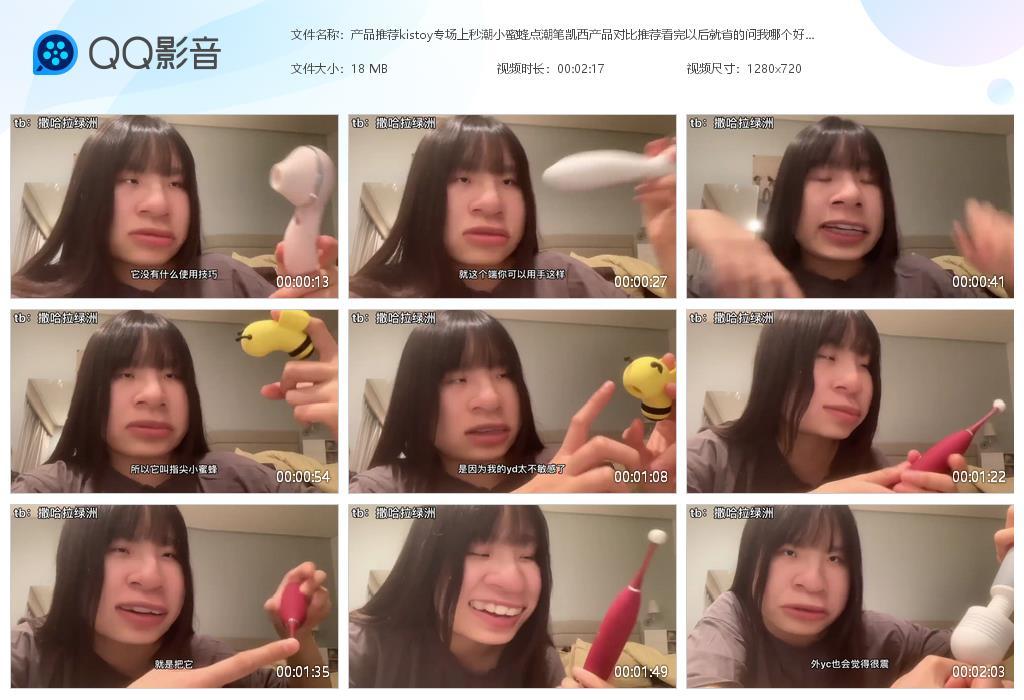 QQ影音
文件名称：产品推荐kistoy专场上秒潮小蜜蜂点潮笔凯西产品对比推荐看完以后就省的问我哪个好...
文件大小：18 MB
视频时长：00:02:17
视频尺寸：1280x720
tb：撒哈拉绿洲
它没有什么使用技巧
00:00:13
tb：撒哈拉绿洲
就这个端你可以用手这样
00:00:27
tb：撒哈拉绿洲
00:00:41
tb：撒哈拉绿洲
所以它叫指尖小蜜蜂
00:00:54
tb：撒哈拉绿洲
是因为我的yd太不敏感了
00:01:08
tb：撒哈拉绿洲
00:01:22
tb：撒哈拉绿洲
就是把它
00:01:35
tb：撒哈拉绿洲
00:01:49
tb：撒哈拉绿洲
外yc也会觉得很震
00:02:03